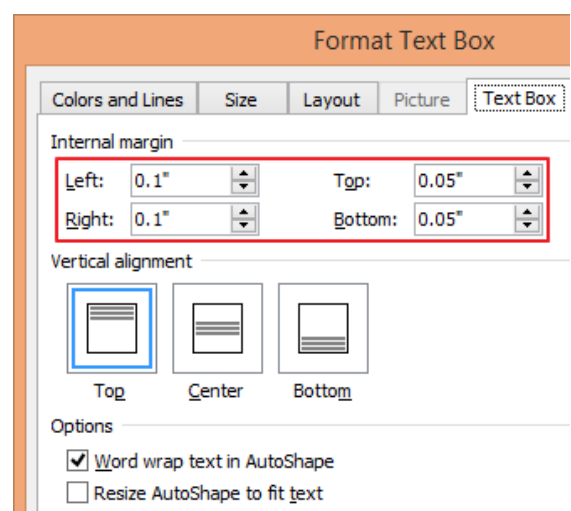 Format Text Box
Colors and Lines Size Layout Picture Text Box
Internal margin
Left: 0.1" Top: 0.05"
Right: 0.1" Bottom: 0.05"
Vertical alignment
Top Center Bottom
Options
Word wrap text in AutoShape
Resize AutoShape to fit text